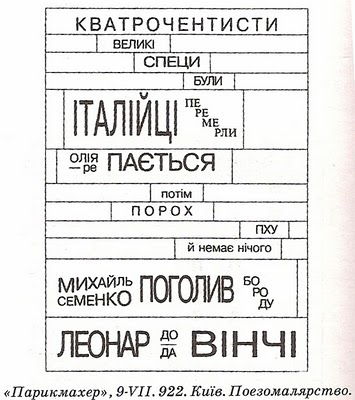 КВАТРОЧЕНТИСТИ
ВЕЛИКІ
СПЕЦИ
БУЛИ
ІТАЛІЙЦІ ПЕ
РЕ
МЕ
РЛИ
ОЛІЯ
—ре ПАЄТЬСЯ
потім
ПОРОХ
ПХУ
й немає нічого
МИХАЙЛЬ
СЕМЕНКО ПОГОЛИВ БО
РО
ДУ
ЛЕОНАР ДО
ДА ВІНЧІ
«Парикмахер», 9-VII. 922. Київ. Поезомалярство.